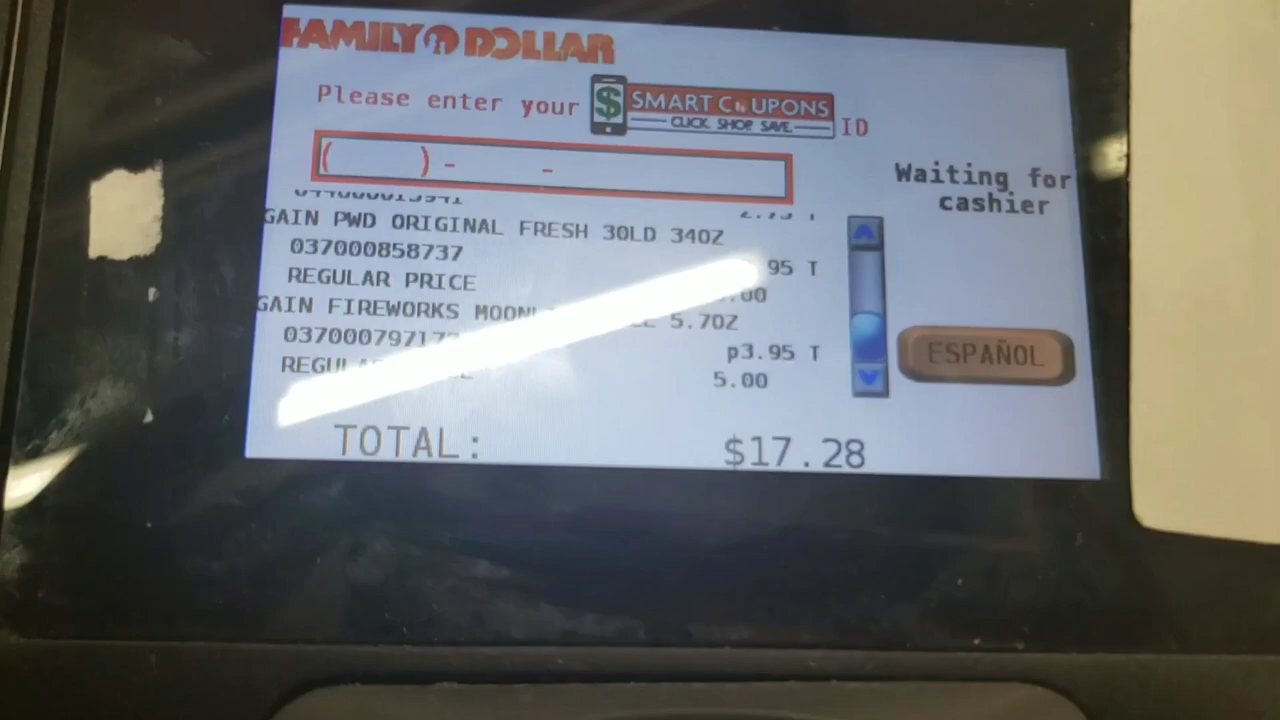 FAMILY DOLLAR
Please enter your SMART COUPONS ID
CLICK. SHOP. SAVE.
( ) - -
Waiting for
cashier
GAIN PWD ORIGINAL FRESH 30LD 34OZ
037000858737
95 T
REGULAR PRICE
.00
GAIN FIREWORKS 5.7OZ
p3.95 T
5.00
ESPAÑOL
TOTAL: $17.28